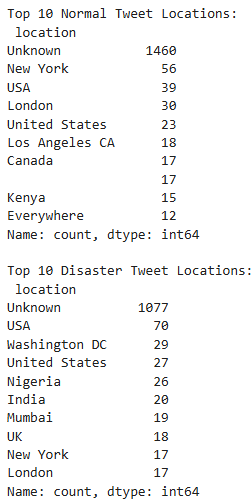 Top 10 Normal Tweet Locations:
location
Unknown 1460
New York 56
USA 39
London 30
United States 23
Los Angeles CA 18
Canada 17
17
Kenya 15
Everywhere 12
Name: count, dtype: int64

Top 10 Disaster Tweet Locations:
location
Unknown 1077
USA 70
Washington DC 29
United States 27
Nigeria 26
India 20
Mumbai 19
UK 18
New York 17
London 17
Name: count, dtype: int64